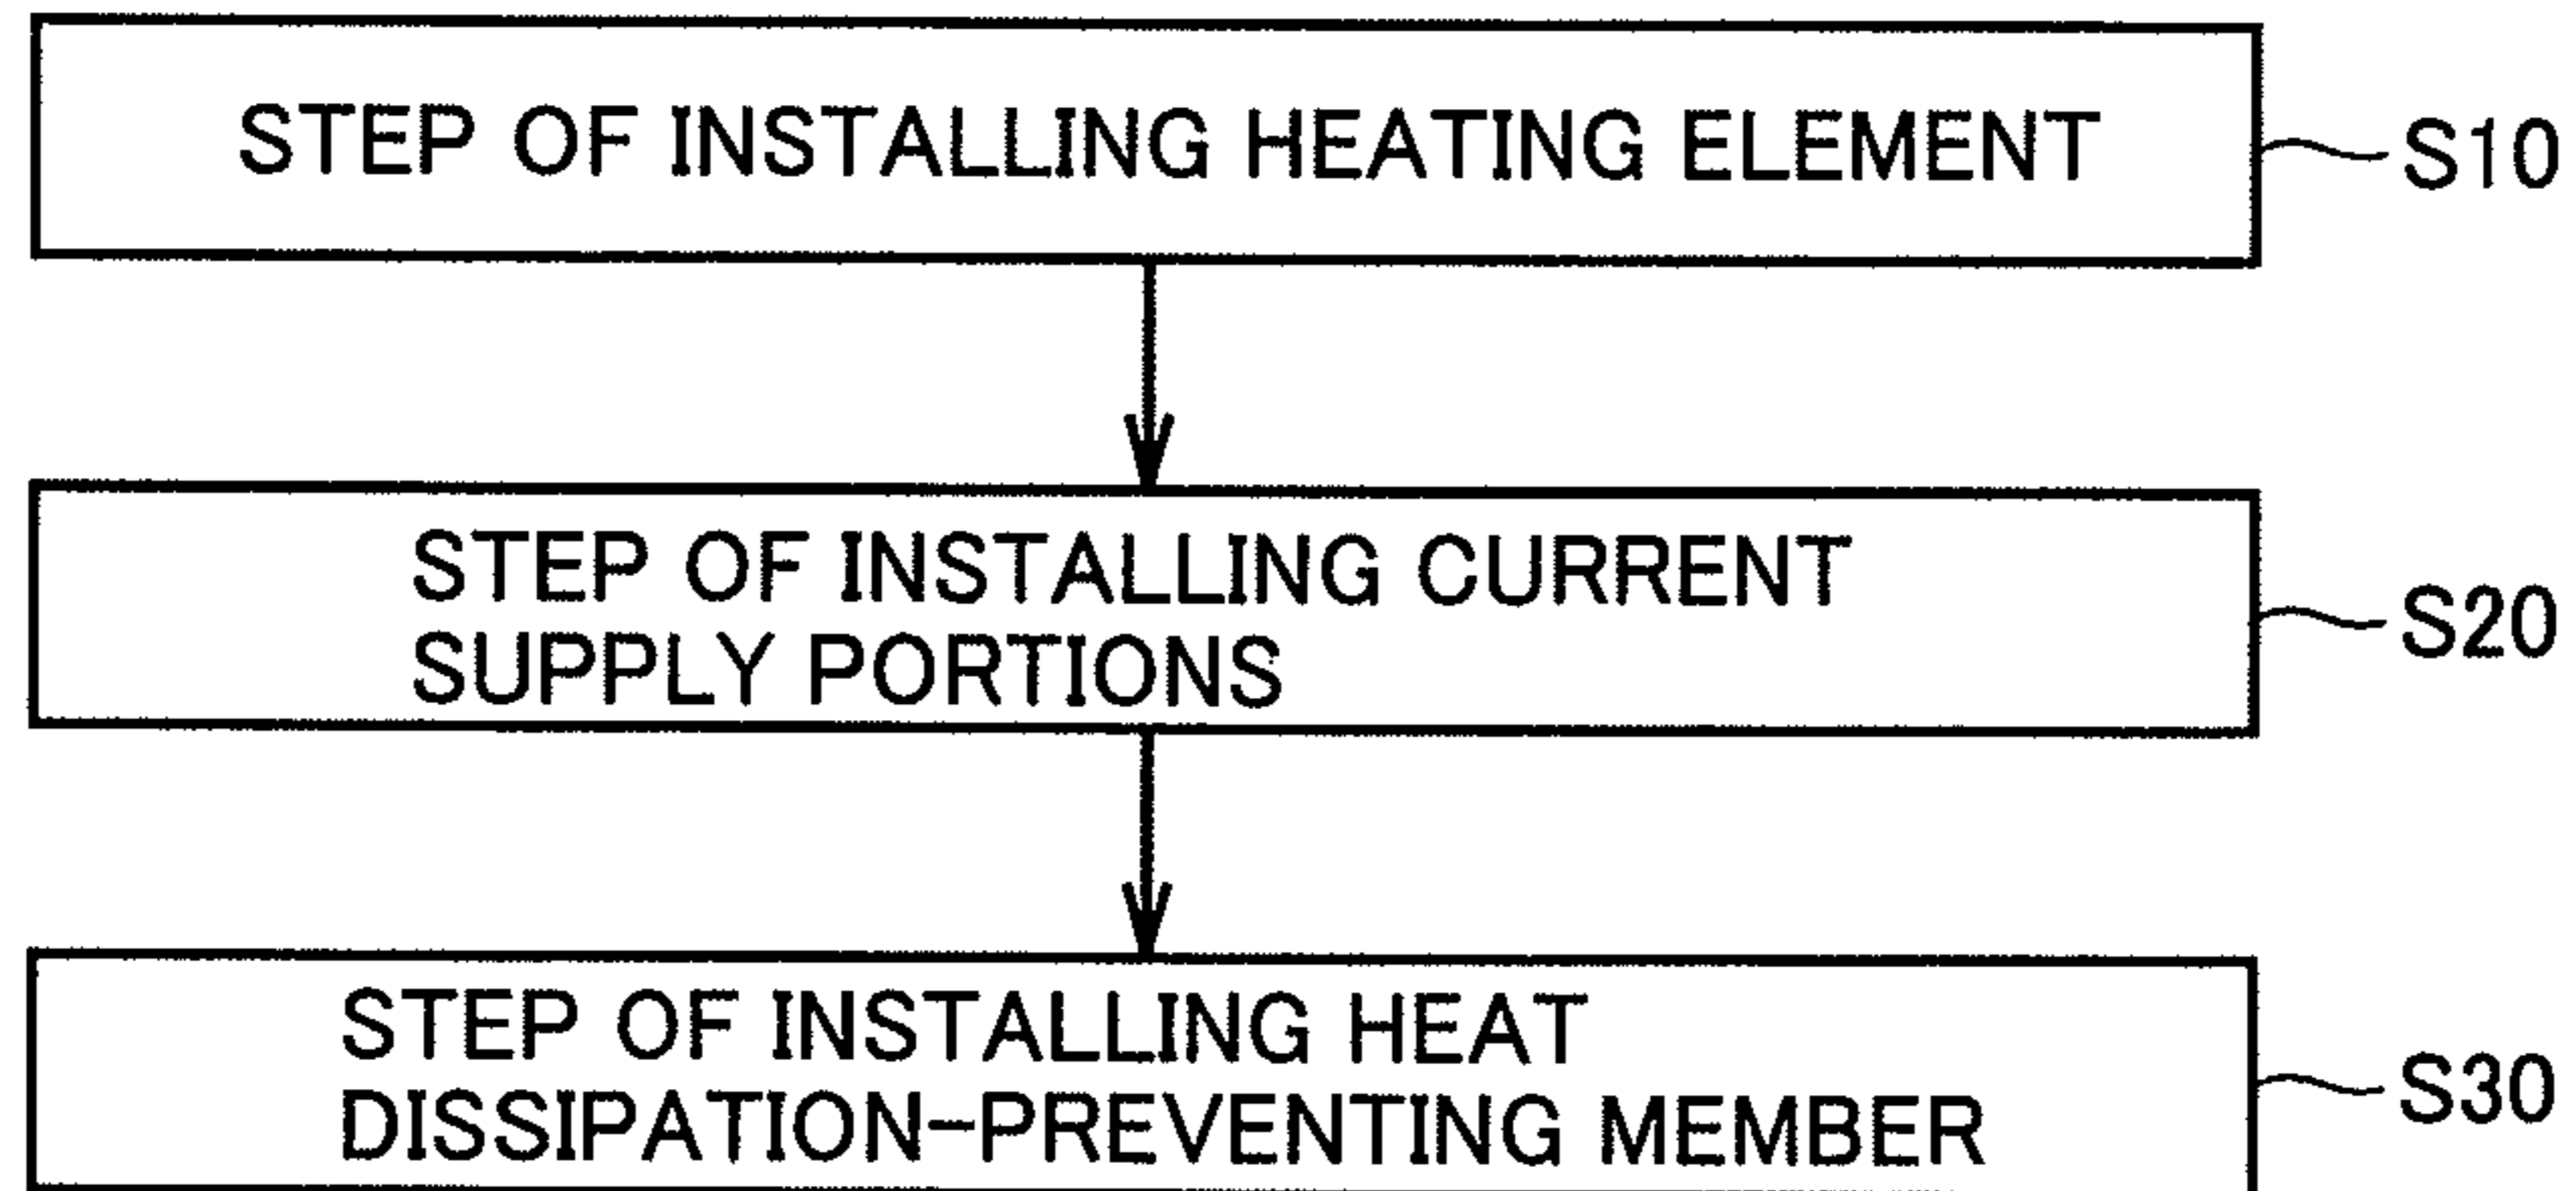 STEP OF INSTALLING HEATING ELEMENT
S10
STEP OF INSTALLING CURRENT
SUPPLY PORTIONS
S20
STEP OF INSTALLING HEAT
DISSIPATION-PREVENTING MEMBER
S30